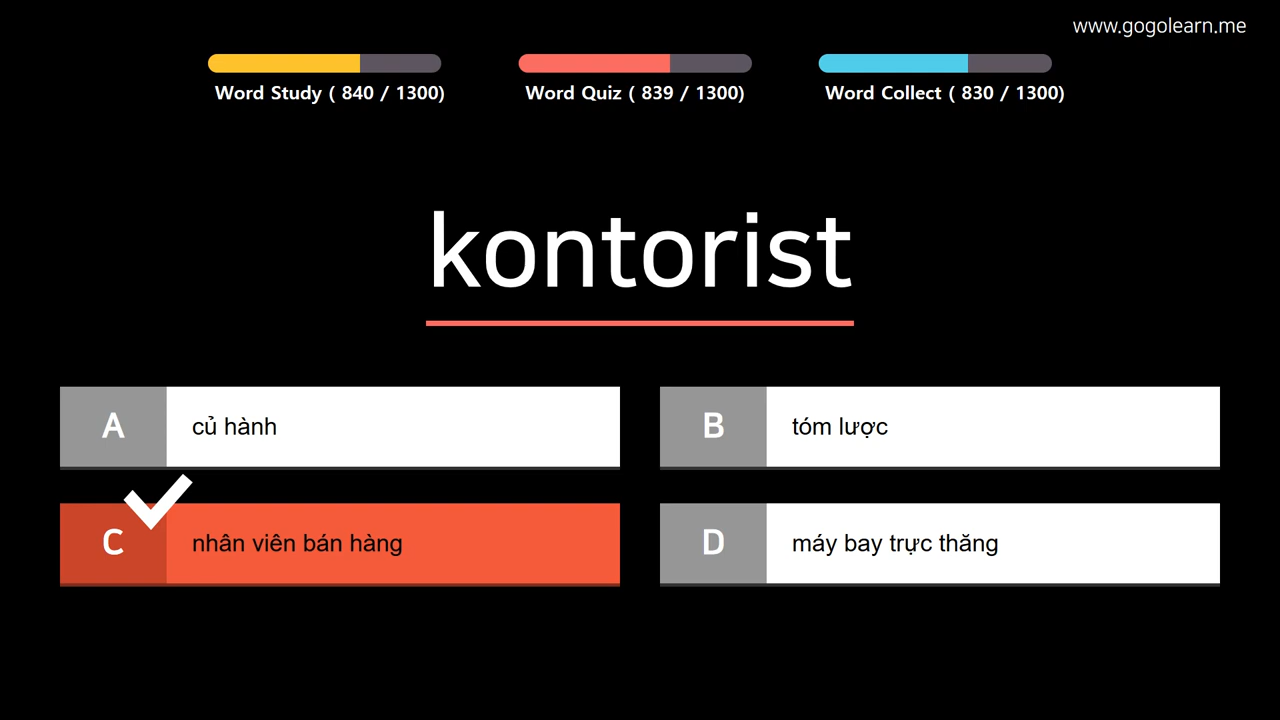 www.gogolearn.me
Word Study ( 840 / 1300)
Word Quiz ( 839 / 1300)
Word Collect ( 830 / 1300)
kontorist
A củ hành
B tóm lược
C nhân viên bán hàng
D máy bay trực thăng